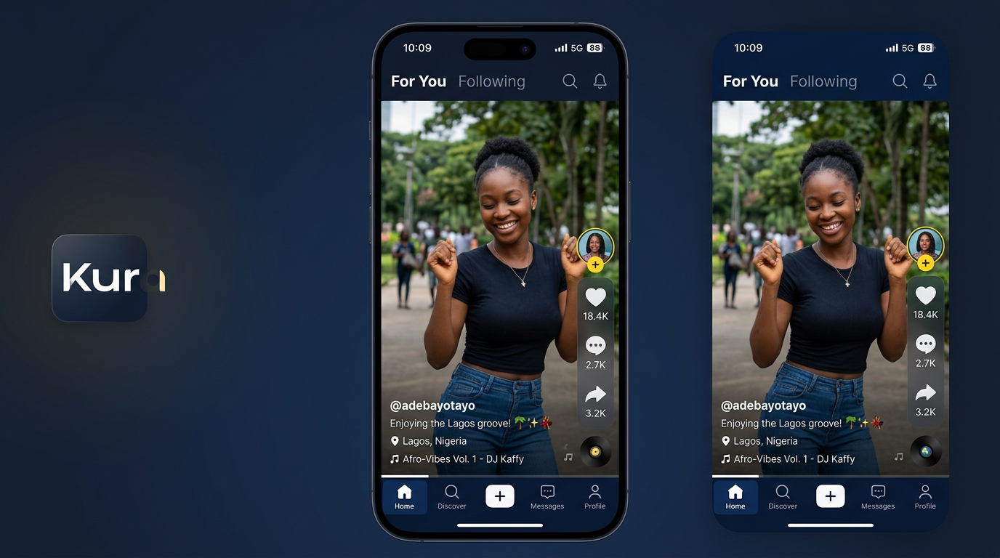 Kura
10:09 5G 8S
For You Following
18.4K
2.7K
3.2K
@adebayotayo
Enjoying the Lagos groove!
Lagos, Nigeria
Afro-Vibes Vol. 1 - DJ Kaffy
Home Discover Messages Profile
10:09 5G 88
For You Following
18.4K
2.7K
3.2K
@adebayotayo
Enjoying the Lagos groove!
Lagos, Nigeria
Afro-Vibes Vol. 1 - DJ Kaffy
Home Discover Messages Profile